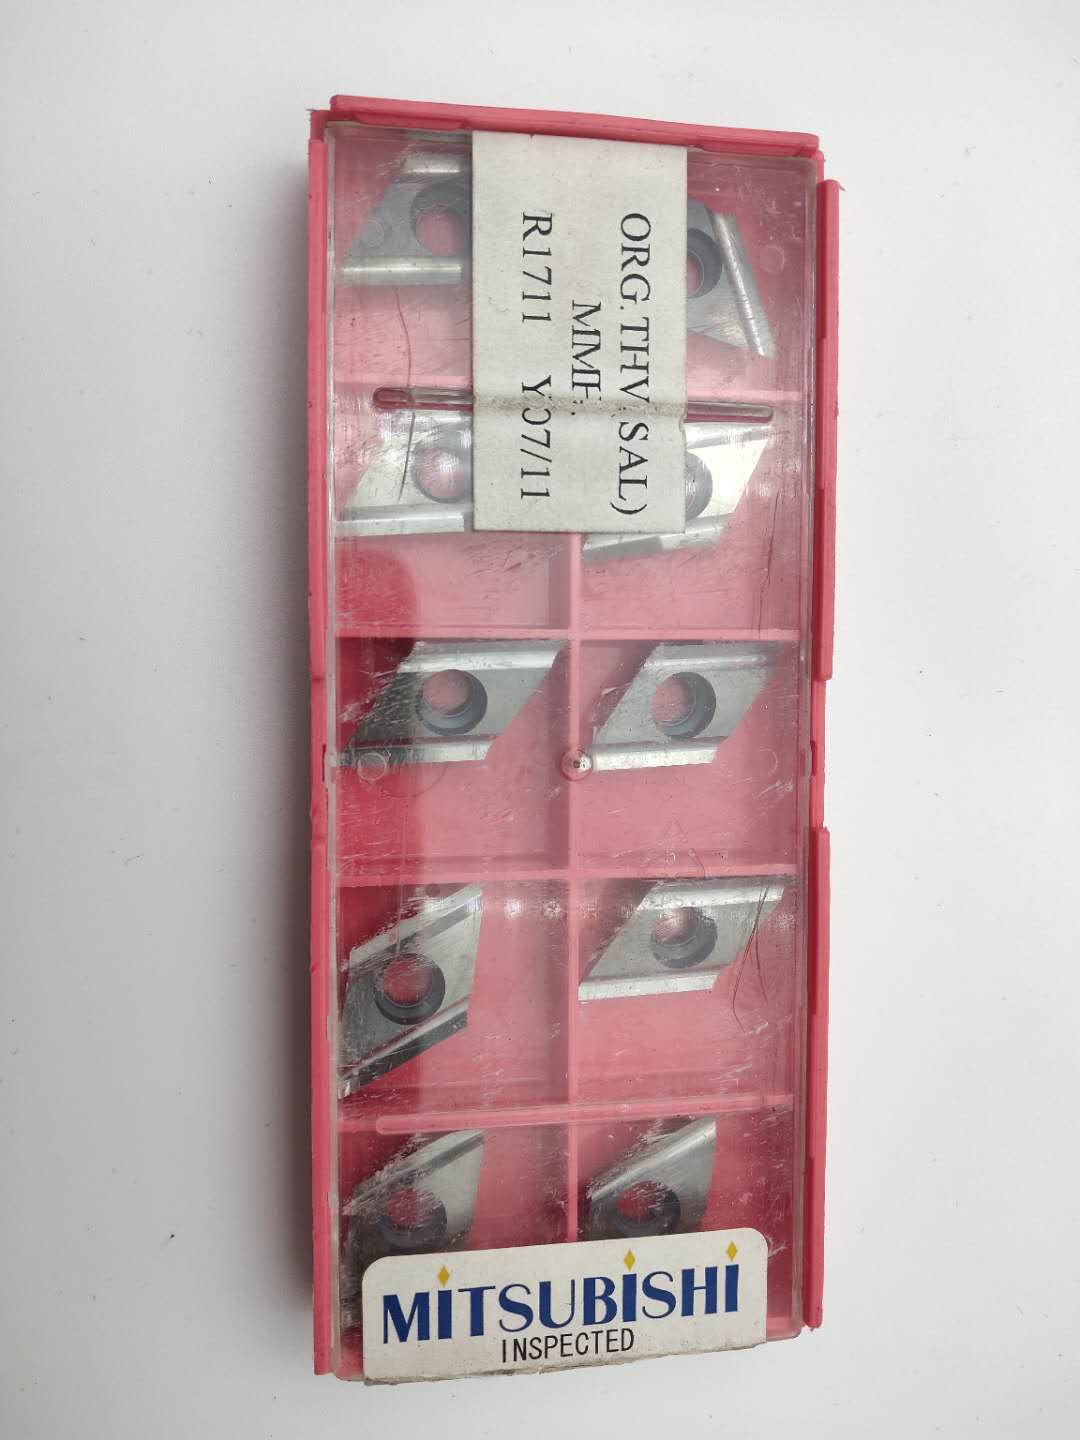 ORG.THV(SAL)
MMF.
R1711 Y07/11
MITSUBiSHi
INSPECTED